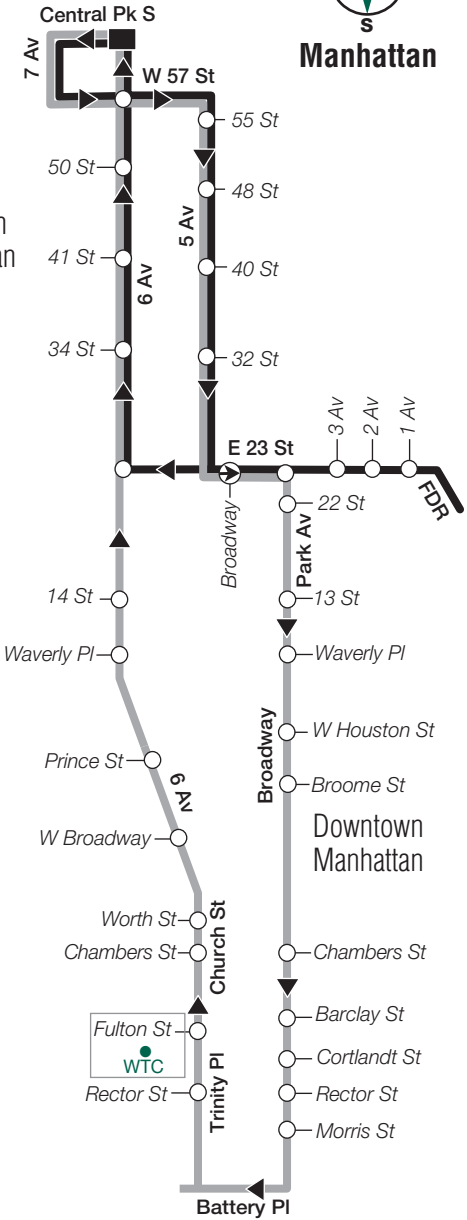 S
Manhattan
Central Pk S
7 Av
W 57 St
55 St
50 St
48 St
5 Av
41 St
40 St
6 Av
34 St
32 St
E 23 St
3 Av
2 Av
1 Av
FDR
Broadway
22 St
Park Av
14 St
13 St
Waverly Pl
Waverly Pl
W Houston St
Broadway
Prince St
6 Av
Broome St
W Broadway
Downtown
Manhattan
Worth St
Church St
Chambers St
Chambers St
Fulton St
WTC
Barclay St
Trinity Pl
Cortlandt St
Rector St
Rector St
Morris St
Battery Pl